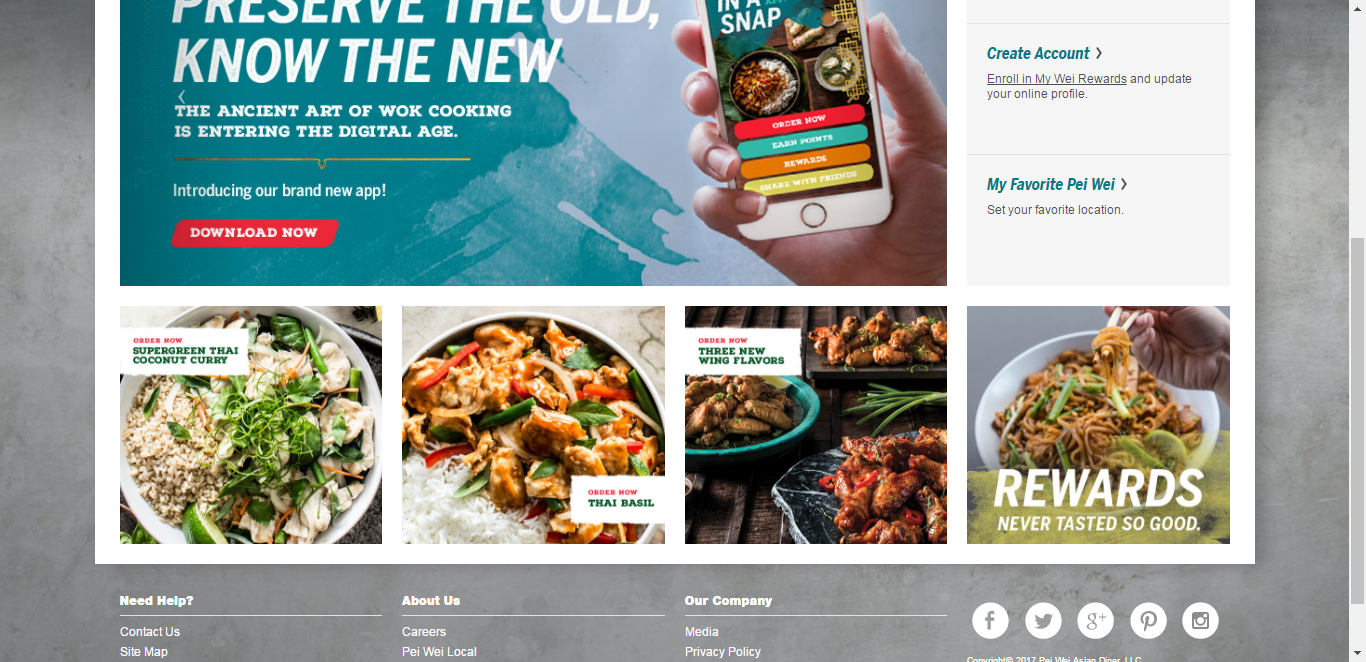 PRESERVE THE OLD,
KNOW THE NEW
THE ANCIENT ART OF WOK COOKING
IS ENTERING THE DIGITAL AGE.
Introducing our brand new app!
DOWNLOAD NOW
IN A
SNAP
ORDER NOW
EARN POINTS
REWARDS
SHARE WITH FRIENDS
Create Account
Enroll in My Wei Rewards and update
your online profile.
My Favorite Pei Wei
Set your favorite location.
ORDER NOW
SUPERGREEN THAI
COCONUT CURRY
ORDER NOW
THAI BASIL
ORDER NOW
THREE NEW
WING FLAVORS
REWARDS
NEVER TASTED SO GOOD.
Need Help?
Contact Us
Site Map
About Us
Careers
Pei Wei Local
Our Company
Media
Privacy Policy
Copyright© 2017 Pei Wei Asian Diner, LLC